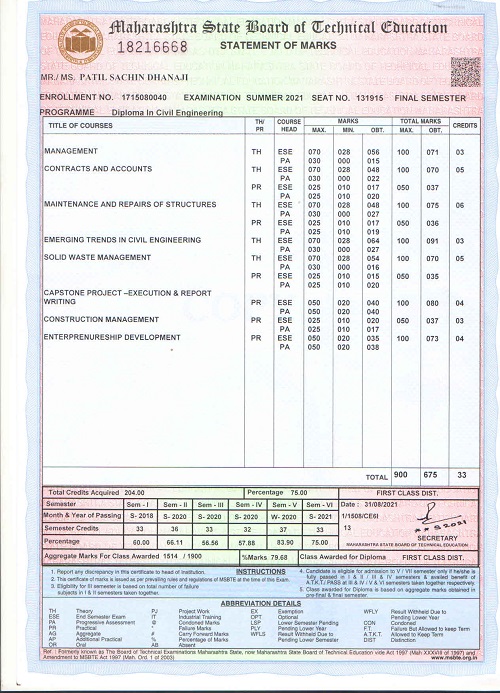 Maharashtra State Board of Technical Education
18216668 STATEMENT OF MARKS
MR./ MS. PATIL SACHIN DHANAJI
ENROLLMENT NO. 1715080040 EXAMINATION SUMMER 2021 SEAT NO. 131915 FINAL SEMESTER
PROGRAMME Diploma In Civil Engineering
TITLE OF COURSES TH/ PR COURSE HEAD MARKS MAX. MIN. OBT. TOTAL MARKS MAX. OBT. CREDITS
MANAGEMENT TH ESE 070 028 056 100 071 03
PA 030 000 015
CONTRACTS AND ACCOUNTS TH ESE 070 028 048 100 070 05
PA 030 000 022
PR ESE 025 010 017 050 037
PA 025 010 020
MAINTENANCE AND REPAIRS OF STRUCTURES TH ESE 070 028 048 100 075 06
PA 030 000 027
PR ESE 025 010 017 050 036
PA 025 010 019
EMERGING TRENDS IN CIVIL ENGINEERING TH ESE 070 028 064 100 091 03
PA 030 000 027
SOLID WASTE MANAGEMENT TH ESE 070 028 054 100 070 05
PA 030 000 016
PR ESE 025 010 015 050 035
PA 025 010 020
CAPSTONE PROJECT –EXECUTION & REPORT
WRITING PR ESE 050 020 040 100 080 04
PA 050 020 040
CONSTRUCTION MANAGEMENT PR ESE 025 010 020 050 037 03
PA 025 010 017
ENTERPRENEURSHIP DEVELOPMENT PR ESE 050 020 035 100 073 04
PA 050 020 038
TOTAL 900 675 33
Total Credits Acquired 204.00 Percentage 75.00 FIRST CLASS DIST.
Semester Sem - I Sem - II Sem - III Sem - IV Sem - V Sem - VI Date : 31/08/2021
Month & Year of Passing S- 2018 S- 2020 S- 2020 S- 2020 W- 2020 S- 2021 1/1508/CE6I
Semester Credits 33 36 33 32 37 33 13
SECRETARY
Percentage 60.00 66.11 56.56 57.88 83.90 75.00 MAHARASHTRA STATE BOARD OF TECHNICAL EDUCATION
Aggregate Marks For Class Awarded 1514 / 1900 %Marks 79.68 Class Awarded for Diploma FIRST CLASS DIST.
INSTRUCTIONS
1. Report any discrepancy in this certificate to head of Institution.
2. This certificate of marks is issued as per prevailing rules and regulations of MSBTE at the time of this Exam.
3. Eligibility for III semester is based on total number of failure
subjects in I & II semesters taken together.
4. Candidate is eligible for admission to V / VII semester only if he/she is
fully passed in I & II / III & IV semesters & availed benefit of
A.T.K.T./ PASS at III & IV / V & VI semesters taken together respectively.
5. Class awarded for Diploma is based on aggregate marks obtained in
pre-final & final semester.
ABBREVIATION DETAILS
TH Theory PJ Project Work EX Exemption WFLY Result Withheld Due to
ESE End Semester Exam IT Industrial Training OPT Optional Pending Lower Year
PA Progressive Assessment @ Condoned Marks LSP Lower Semester Pending CON Condoned
PR Practical * Failure Marks PLY Pending Lower Year F.T. Failure But Allowed to Keep Term
AG Aggregate # Carry Forward Marks WFLS Result Withheld Due to A.T.K.T. Allowed to Keep Term
AP Additional Practical % Percentage of Marks Pending Lower Semester DIST Distinction
OR Oral AB Absent
Ref : Formerly known as The Board of Technical Examinations Maharashtra State, now Maharashtra State Board of Technical Education vide Act 1997 (Mah XXXVIII of 1997) and
Amendment to MSBTE Act 1997 (Mah. Ord. 1 of 2003) www.msbte.org.in